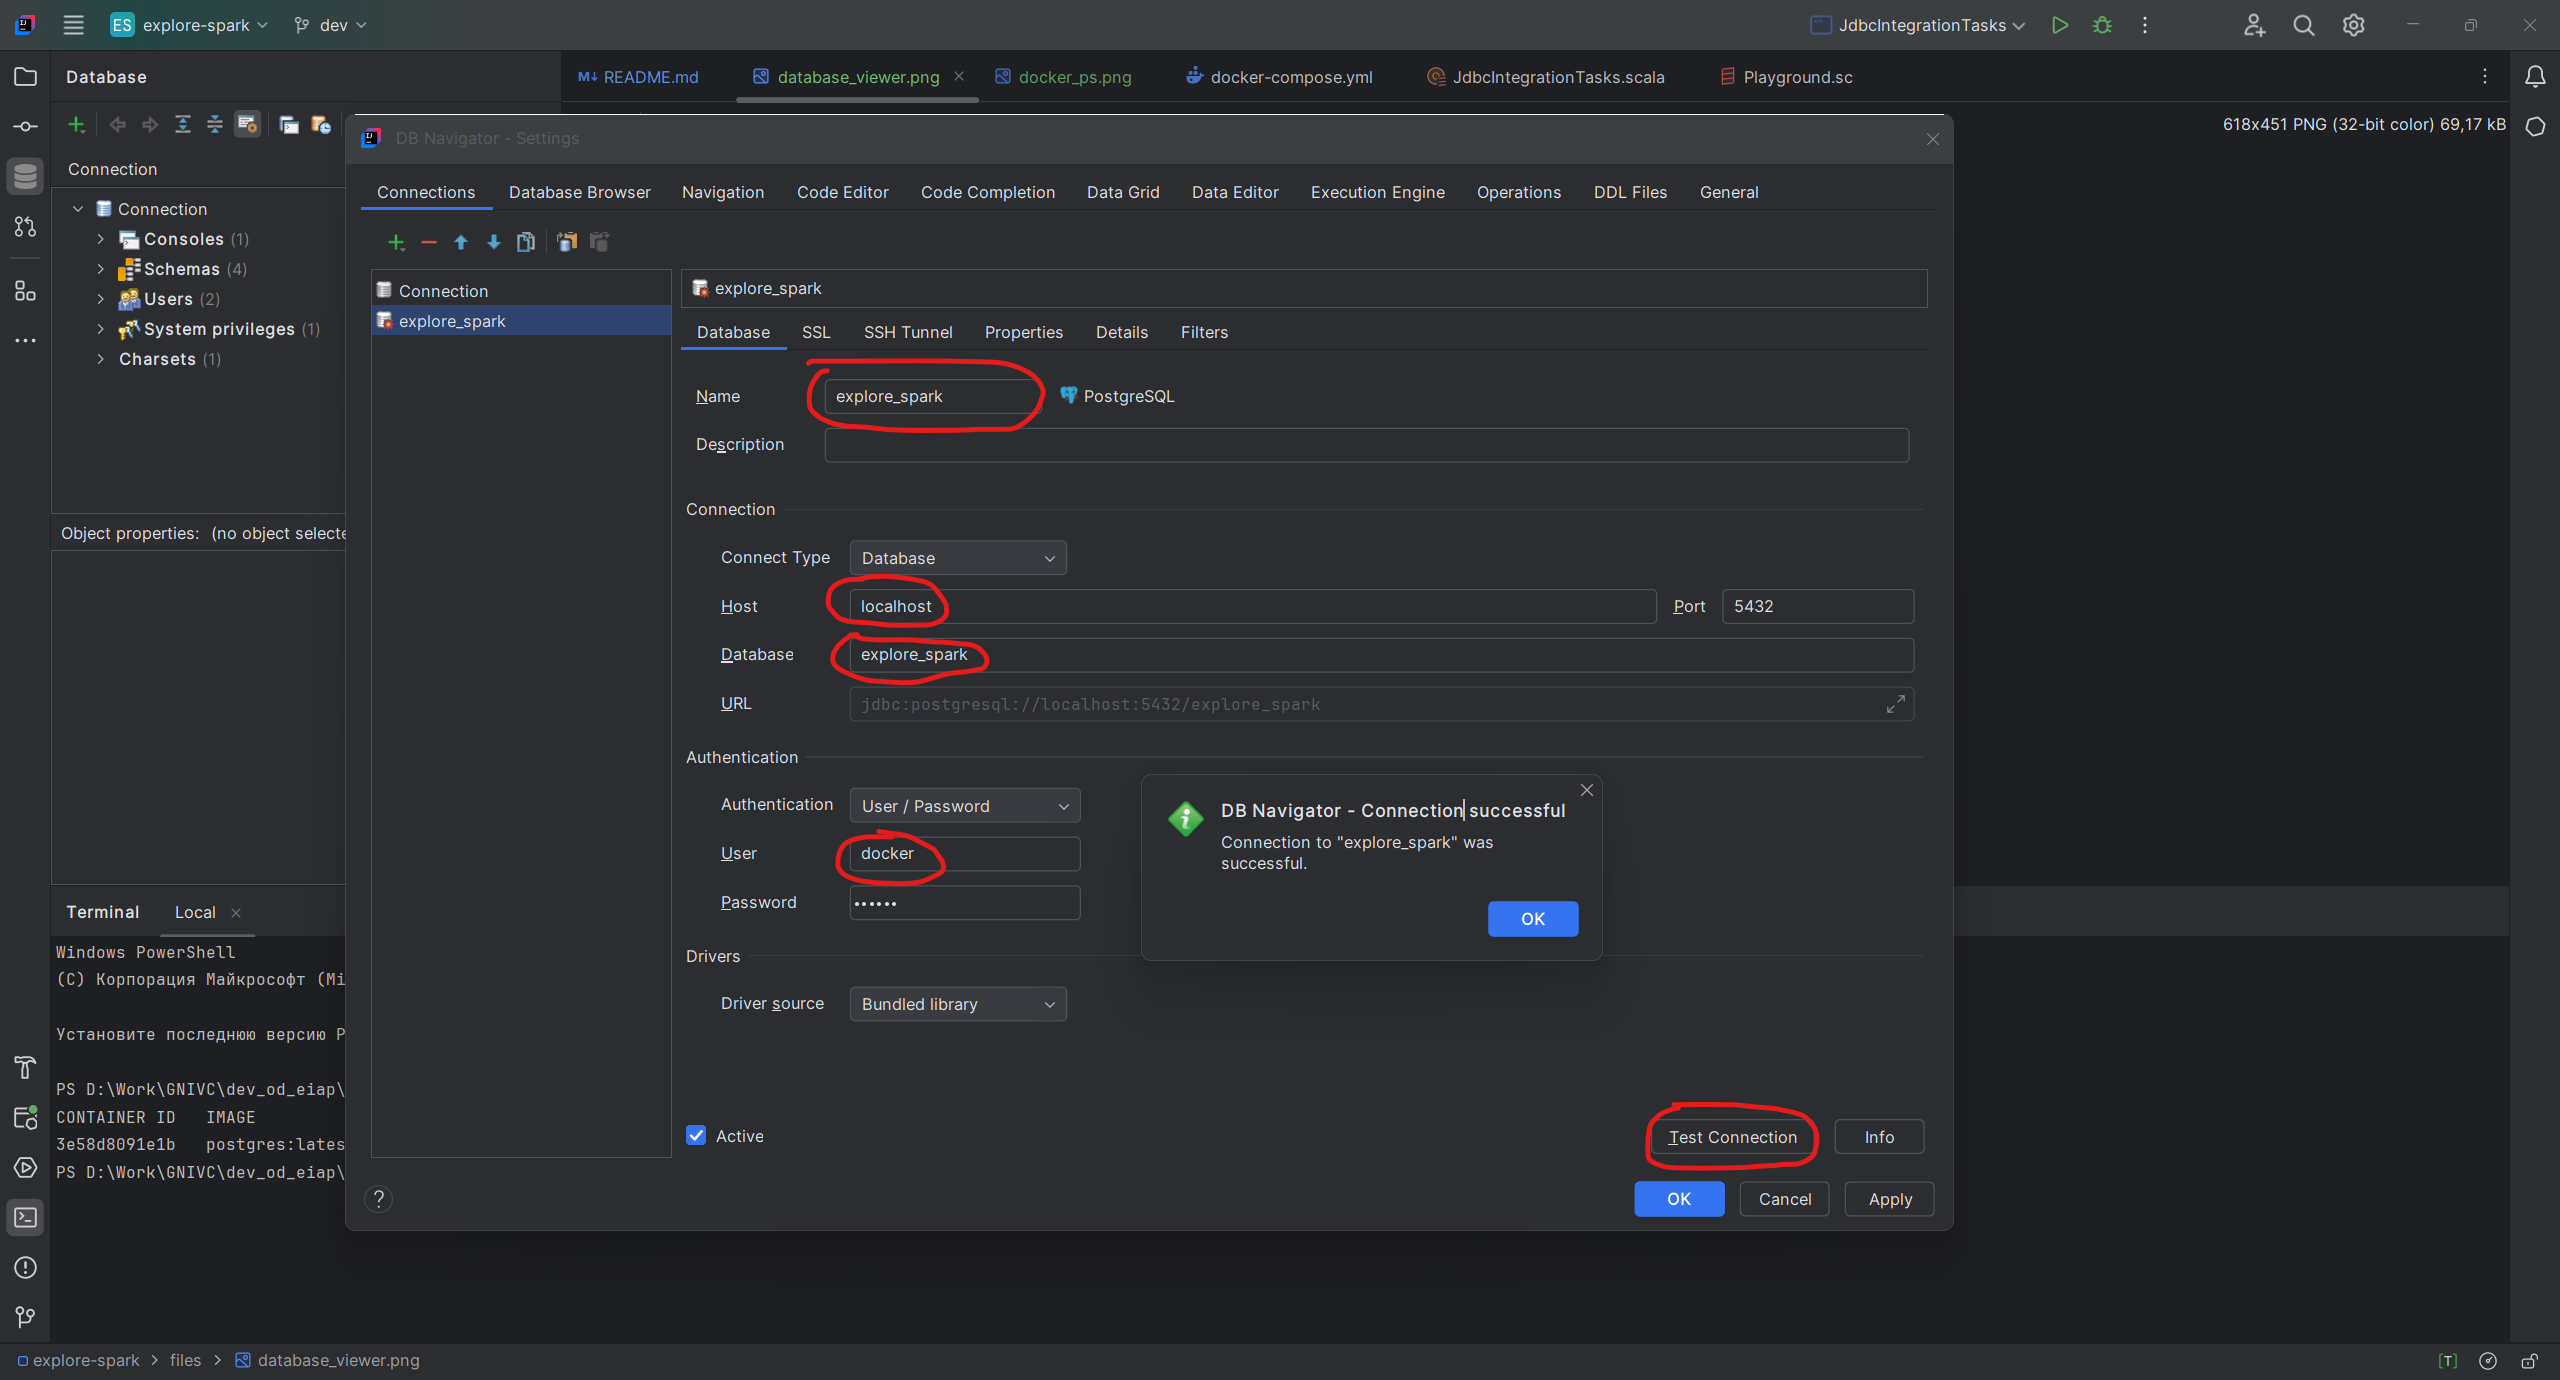 ES explore-spark dev JdbcIntegrationTasks
Database
README.md database_viewer.png docker_ps.png docker-compose.yml JdbcIntegrationTasks.scala Playground.sc
618x451 PNG (32-bit color) 69,17 kB
Connection
Connection
Consoles (1)
Schemas (4)
Users (2)
System privileges (1)
Charsets (1)
Object properties: (no object selecte
DB Navigator - Settings
Connections Database Browser Navigation Code Editor Code Completion Data Grid Data Editor Execution Engine Operations DDL Files General
Connection
explore_spark
explore_spark
Database SSL SSH Tunnel Properties Details Filters
Name explore_spark PostgreSQL
Description
Connection
Connect Type Database
Host localhost Port 5432
Database explore_spark
URL jdbc:postgresql://localhost:5432/explore_spark
Authentication
Authentication User / Password
User docker
Password ••••••
Drivers
Driver source Bundled library
Active
Test Connection Info
? OK Cancel Apply
DB Navigator - Connection successful
Connection to "explore_spark" was
successful.
OK
Terminal Local
Windows PowerShell
(C) Корпорация Майкрософт (Mi
Установите последнюю версию P
PS D:\Work\GNIVC\dev_od_eiap\
CONTAINER ID IMAGE
3e58d8091e1b postgres:lates
PS D:\Work\GNIVC\dev_od_eiap\
explore-spark > files > database_viewer.png
[T]